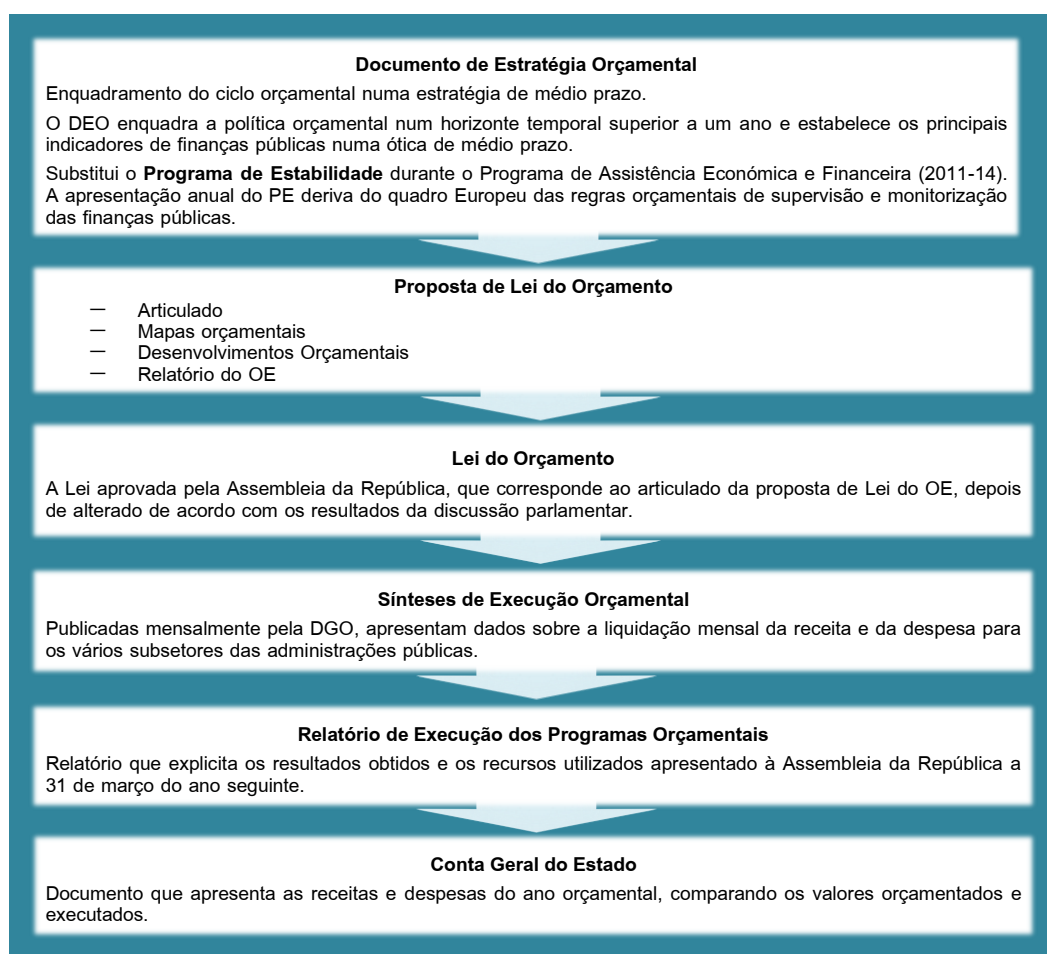 Documento de Estratégia Orçamental
Enquadramento do ciclo orçamental numa estratégia de médio prazo.
O DEO enquadra a política orçamental num horizonte temporal superior a um ano e estabelece os principais
indicadores de finanças públicas numa ótica de médio prazo.
Substitui o Programa de Estabilidade durante o Programa de Assistência Económica e Financeira (2011-14).
A apresentação anual do PE deriva do quadro Europeu das regras orçamentais de supervisão e monitorização
das finanças públicas.
Proposta de Lei do Orçamento
— Articulado
— Mapas orçamentais
— Desenvolvimentos Orçamentais
— Relatório do OE
Lei do Orçamento
A Lei aprovada pela Assembleia da República, que corresponde ao articulado da proposta de Lei do OE, depois
de alterado de acordo com os resultados da discussão parlamentar.
Sínteses de Execução Orçamental
Publicadas mensalmente pela DGO, apresentam dados sobre a liquidação mensal da receita e da despesa para
os vários subsetores das administrações públicas.
Relatório de Execução dos Programas Orçamentais
Relatório que explicita os resultados obtidos e os recursos utilizados apresentado à Assembleia da República a
31 de março do ano seguinte.
Conta Geral do Estado
Documento que apresenta as receitas e despesas do ano orçamental, comparando os valores orçamentados e
executados.